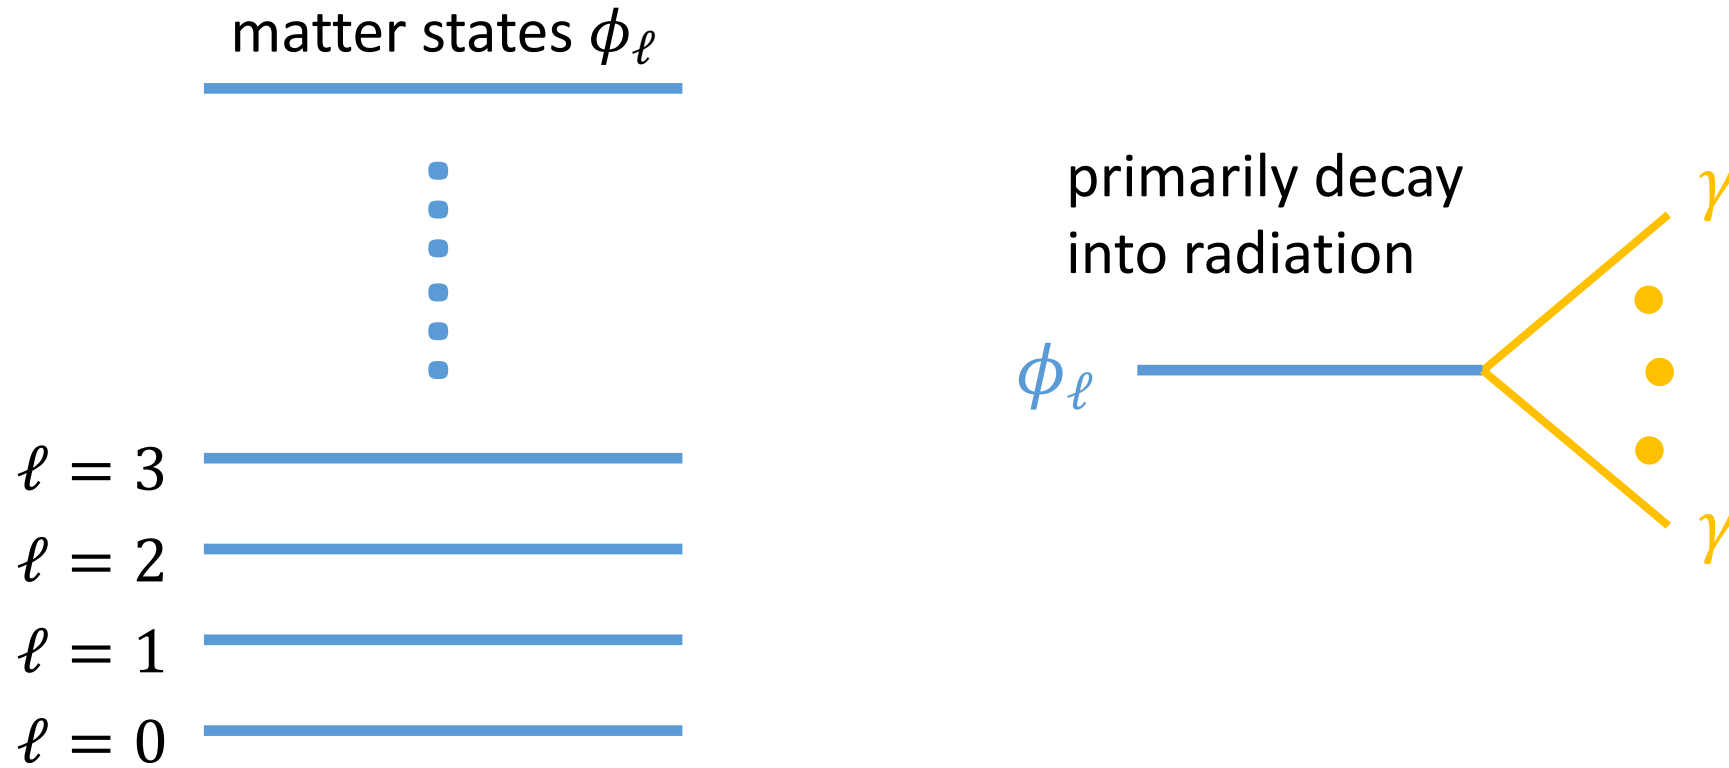 matter states ϕ_ℓ
primarily decay
into radiation
γ
ϕ_ℓ
γ
ℓ = 3
ℓ = 2
ℓ = 1
ℓ = 0